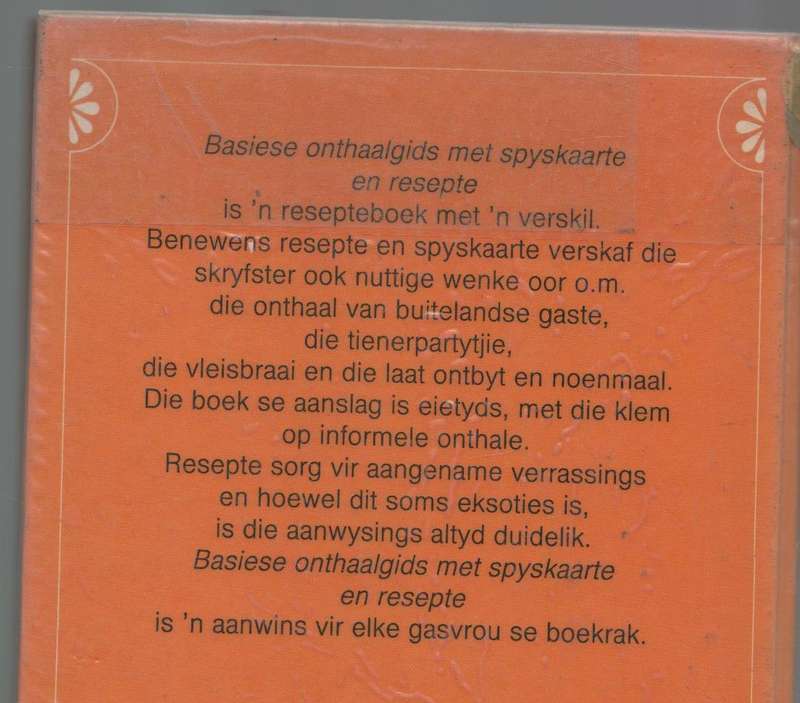 Basiese onthaalgids met spyskaarte
en resepte
is 'n resepteboek met 'n verskil.
Benewens resepte en spyskaarte verskaf die
skryfster ook nuttige wenke oor o.m.
die onthaal van buitelandse gaste,
die tienerpartytjie,
die vleisbraai en die laat ontbyt en noenmaal.
Die boek se aanslag is eietyds, met die klem
op informele onthale.
Resepte sorg vir aangename verrassings
en hoewel dit soms eksoties is,
is die aanwysings altyd duidelik.
Basiese onthaalgids met spyskaarte
en resepte
is 'n aanwins vir elke gasvrou se boekrak.